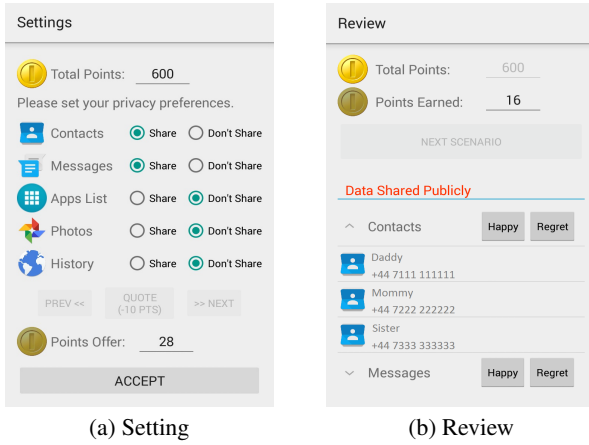 Settings
Total Points: 600
Please set your privacy preferences.
Contacts Share Don't Share
Messages Share Don't Share
Apps List Share Don't Share
Photos Share Don't Share
History Share Don't Share
PREV << QUOTE (-10 PTS) >> NEXT
Points Offer: 28
ACCEPT
(a) Setting
Review
Total Points: 600
Points Earned: 16
NEXT SCENARIO
Data Shared Publicly
Contacts Happy Regret
Daddy
+44 7111 111111
Mommy
+44 7222 222222
Sister
+44 7333 333333
Messages Happy Regret
(b) Review